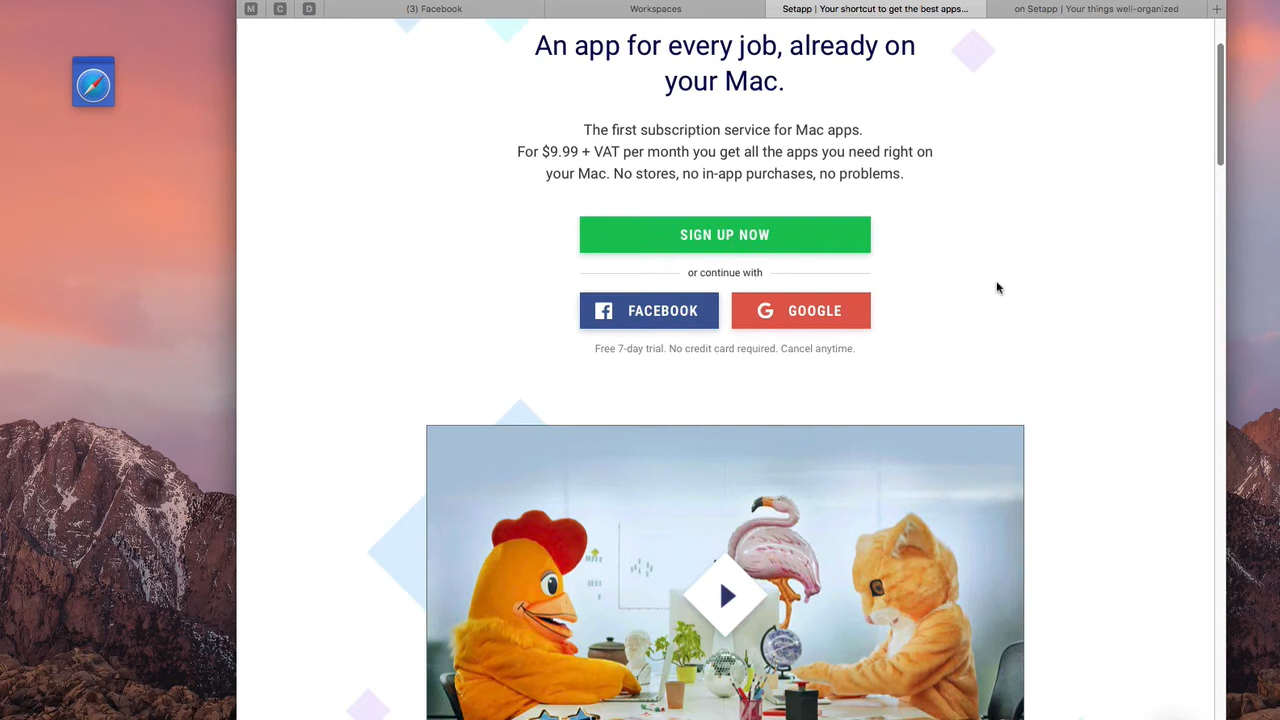 M C D (3) Facebook Workspaces Setapp | Your shortcut to get the best apps... on Setapp | Your things well-organized +
An app for every job, already on
your Mac.
The first subscription service for Mac apps.
For $9.99 + VAT per month you get all the apps you need right on
your Mac. No stores, no in-app purchases, no problems.
SIGN UP NOW
or continue with
FACEBOOK GOOGLE
Free 7-day trial. No credit card required. Cancel anytime.